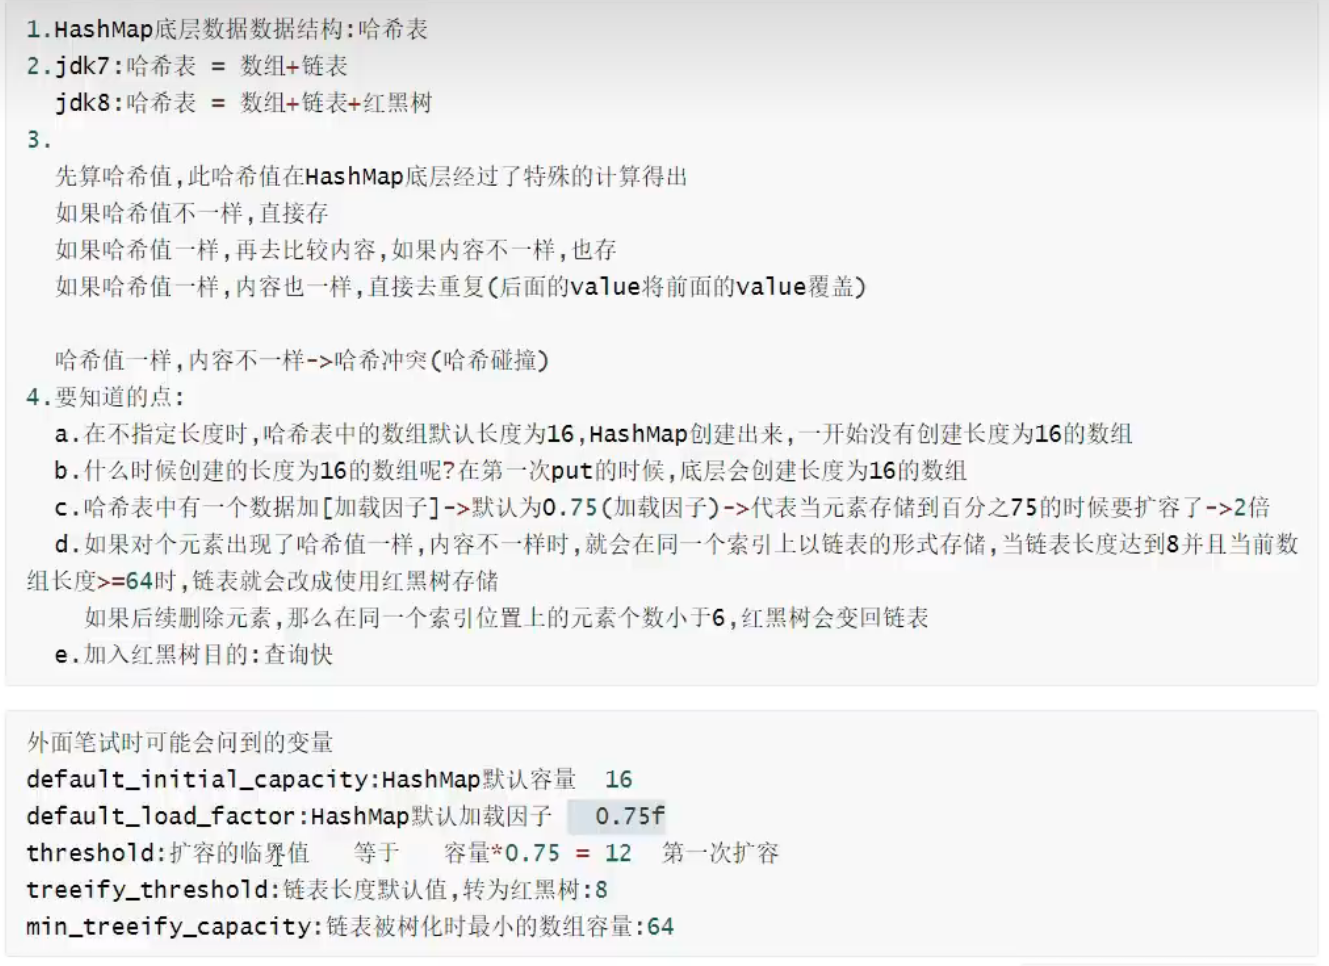 1.HashMap底层数据数据结构:哈希表
2.jdk7:哈希表 = 数组+链表
jdk8:哈希表 = 数组+链表+红黑树
3.
先算哈希值,此哈希值在HashMap底层经过了特殊的计算得出
如果哈希值不一样,直接存
如果哈希值一样,再去比较内容,如果内容不一样,也存
如果哈希值一样,内容也一样,直接去重复(后面的value将前面的value覆盖)
哈希值一样,内容不一样->哈希冲突(哈希碰撞)
4.要知道的点:
a.在不指定长度时,哈希表中的数组默认长度为16,HashMap创建出来,一开始没有创建长度为16的数组
b.什么时候创建的长度为16的数组呢?在第一次put的时候,底层会创建长度为16的数组
c.哈希表中有一个数据加[加载因子]->默认为0.75(加载因子)->代表当元素存储到百分之75的时候要扩容了->2倍
d.如果对个元素出现了哈希值一样,内容不一样时,就会在同一个索引上以链表的形式存储,当链表长度达到8并且当前数
组长度>=64时,链表就会改成使用红黑树存储
如果后续删除元素,那么在同一个索引位置上的元素个数小于6,红黑树会变回链表
e.加入红黑树目的:查询快
外面笔试时可能会问到的变量
default_initial_capacity:HashMap默认容量 16
default_load_factor:HashMap默认加载因子 0.75f
threshold:扩容的临界值 等于 容量*0.75 = 12 第一次扩容
treeify_threshold:链表长度默认值,转为红黑树:8
min_treeify_capacity:链表被树化时最小的数组容量:64